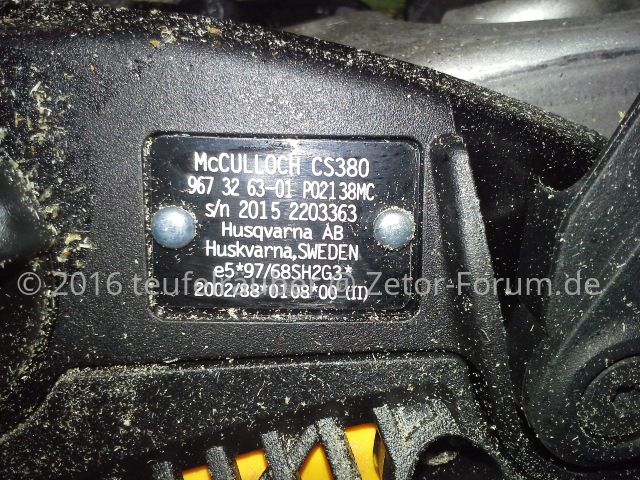 McCULLOCH CS380
967 32 63-01 P02138MC
s/n 2015 2203363
Husqvarna AB
Huskvarna, SWEDEN
e5*97/68SH2G3*
© 2016 Zetor-Forum.de
2002/88*0108*00 (II)